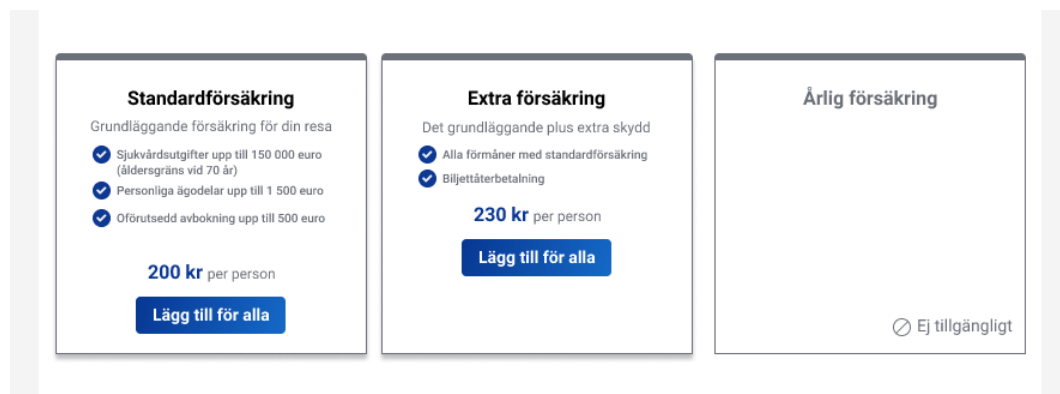 Standardförsäkring
Grundläggande försäkring för din resa
Sjukvårdsutgifter upp till 150 000 euro
(åldersgräns vid 70 år)
Personliga ägodelar upp till 1 500 euro
Oförutsedd avbokning upp till 500 euro
200 kr per person
Lägg till för alla
Extra försäkring
Det grundläggande plus extra skydd
Alla förmåner med standardförsäkring
Biljettåterbetalning
230 kr per person
Lägg till för alla
Årlig försäkring
Ej tillgängligt